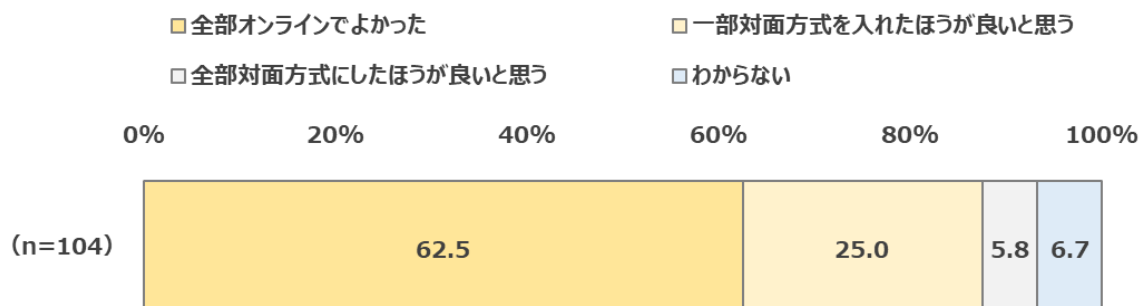 全部オンラインでよかった 一部対面方式を入れたほうが良いと思う
全部対面方式にしたほうが良いと思う わからない
0% 20% 40% 60% 80% 100%
(n=104) 62.5 25.0 5.8 6.7